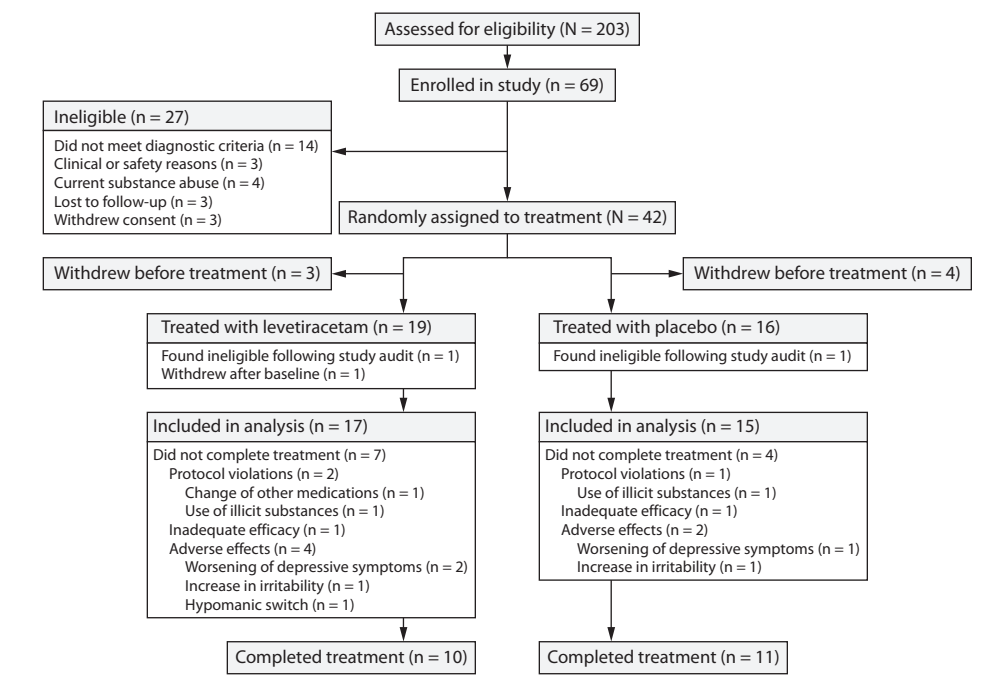 Assessed for eligibility (N = 203)
Enrolled in study (n = 69)
Ineligible (n = 27)
Did not meet diagnostic criteria (n = 14)
Clinical or safety reasons (n = 3)
Current substance abuse (n = 4)
Lost to follow-up (n = 3)
Withdrew consent (n = 3)
Randomly assigned to treatment (N = 42)
Withdrew before treatment (n = 3)
Withdrew before treatment (n = 4)
Treated with levetiracetam (n = 19)
Found ineligible following study audit (n = 1)
Withdrew after baseline (n = 1)
Treated with placebo (n = 16)
Found ineligible following study audit (n = 1)
Included in analysis (n = 17)
Did not complete treatment (n = 7)
Protocol violations (n = 2)
Change of other medications (n = 1)
Use of illicit substances (n = 1)
Inadequate efficacy (n = 1)
Adverse effects (n = 4)
Worsening of depressive symptoms (n = 2)
Increase in irritability (n = 1)
Hypomanic switch (n = 1)
Included in analysis (n = 15)
Did not complete treatment (n = 4)
Protocol violations (n = 1)
Use of illicit substances (n = 1)
Inadequate efficacy (n = 1)
Adverse effects (n = 2)
Worsening of depressive symptoms (n = 1)
Increase in irritability (n = 1)
Completed treatment (n = 10)
Completed treatment (n = 11)